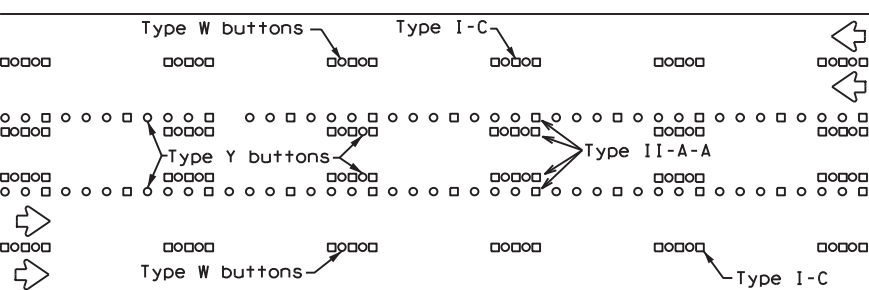 Type W buttons
Type I-C
Type Y buttons
Type II-A-A
Type W buttons
Type I-C